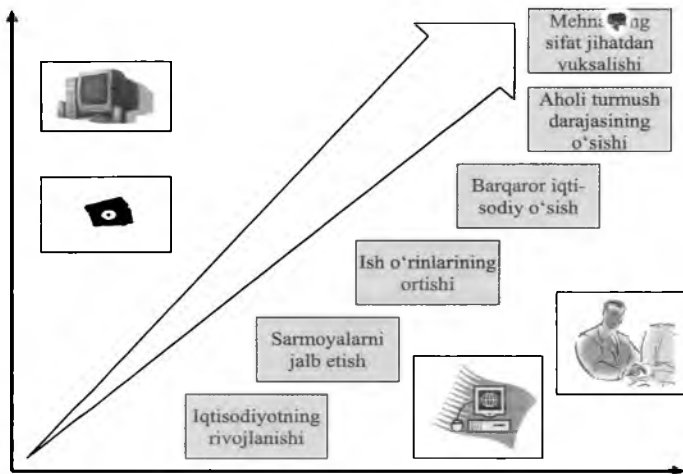 sifat jihatdan
yuksalishi
Aholi turmush
darajasining
o‘sishi
Barqaror iqti-
sodiy o‘sish
Ish o‘rinlarining
ortishi
Sarmoyalarni
jalb etish
Iqtisodiyotning
rivojlanishi